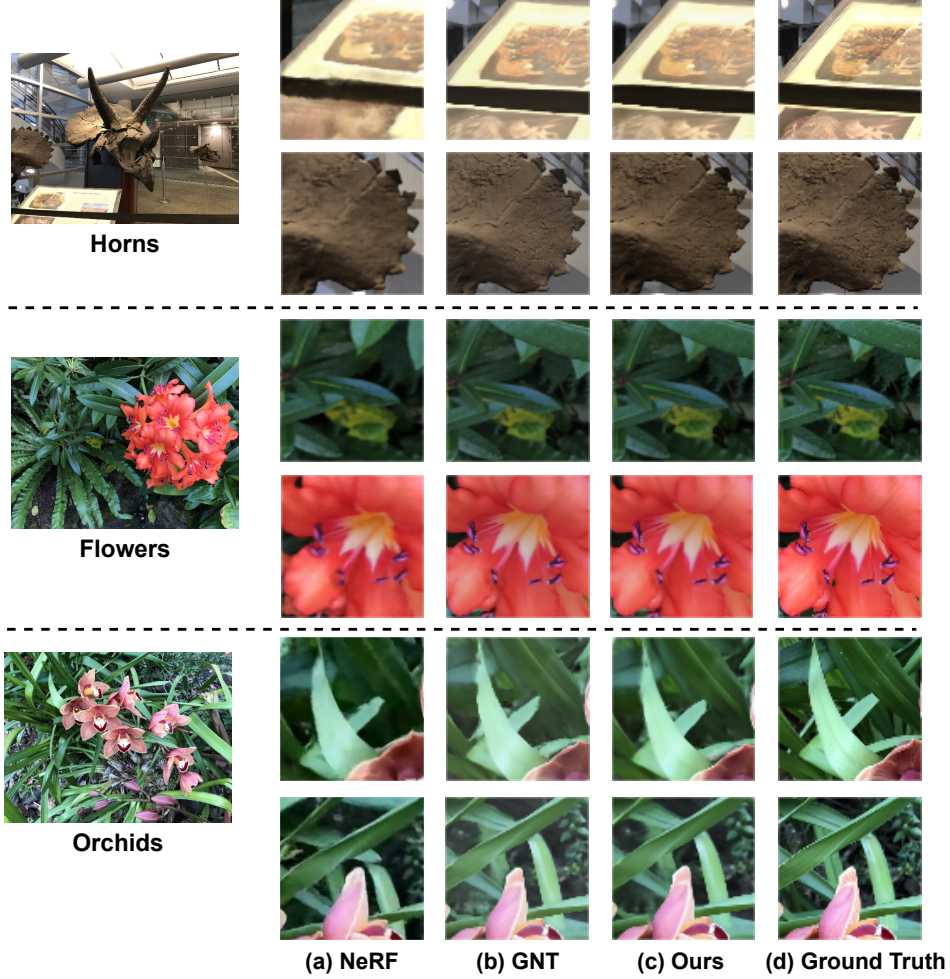 Horns
Flowers
Orchids
(a) NeRF
(b) GNT
(c) Ours
(d) Ground Truth